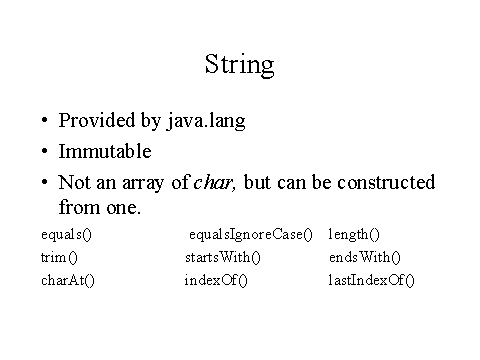 String
• Provided by java.lang
• Immutable
• Not an array of char, but can be constructed
from one.
equals() equalsIgnoreCase() length()
trim() startsWith() endsWith()
charAt() indexOf() lastIndexOf()